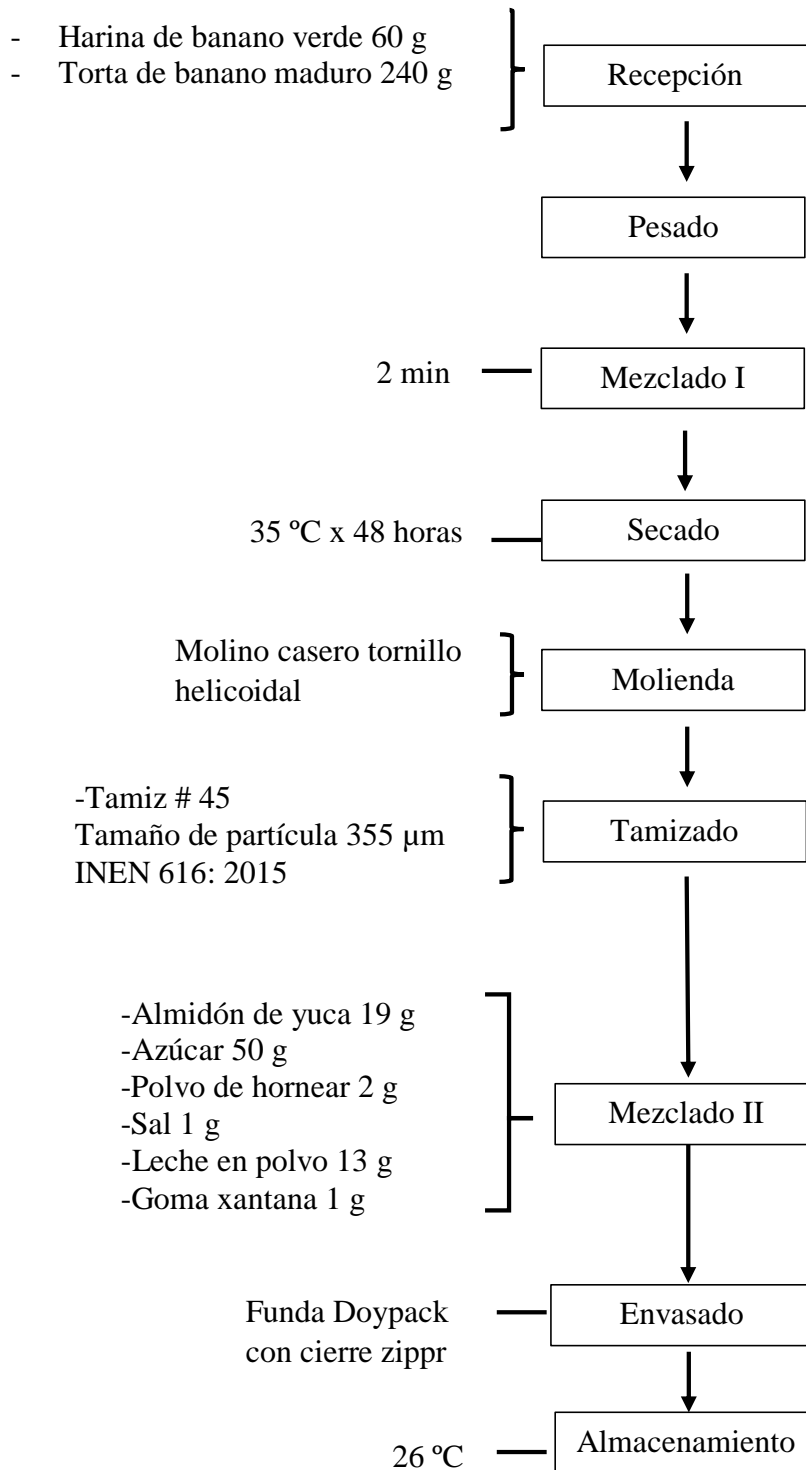 - Harina de banano verde 60 g
- Torta de banano maduro 240 g
Recepción
Pesado
2 min
Mezclado I
35 ºC x 48 horas
Secado
Molino casero tornillo
helicoidal
Molienda
-Tamiz # 45
Tamaño de partícula 355 µm
INEN 616: 2015
Tamizado
-Almidón de yuca 19 g
-Azúcar 50 g
-Polvo de hornear 2 g
-Sal 1 g
-Leche en polvo 13 g
-Goma xantana 1 g
Mezclado II
Funda Doypack
con cierre zippr
Envasado
26 ºC
Almacenamiento